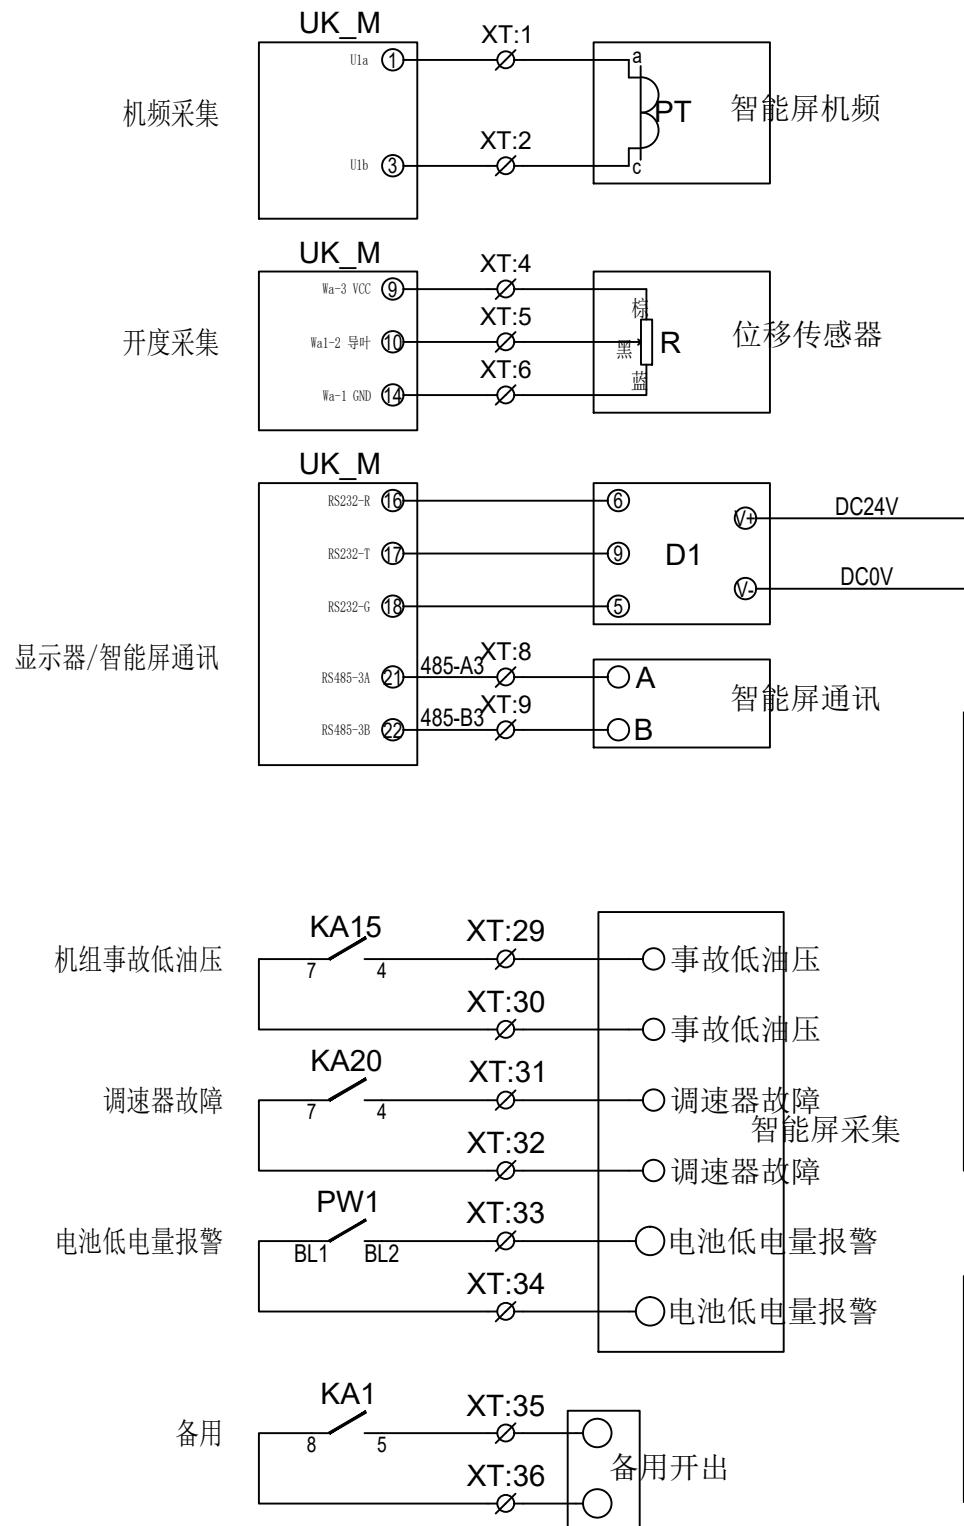 UK_M
XT:1
U1a
1
a
机频采集
PT
智能屏机频
XT:2
U1b
3
c
UK_M
XT:4
Wa-3 VCC
9
棕
XT:5
开度采集
Wa1-2 导叶
10
黑
R
位移传感器
XT:6
Wa-1 GND
14
蓝
UK_M
RS232-R
16
6
V+
DC24V
RS232-T
17
9
D1
V-
DC0V
RS232-G
18
5
显示器/智能屏通讯
RS485-3A
21
485-A3
XT:8
A
智能屏通讯
RS485-3B
22
485-B3
XT:9
B
机组事故低油压
KA15
7
4
XT:29
事故低油压
XT:30
事故低油压
调速器故障
KA20
7
4
XT:31
调速器故障
智能屏采集
XT:32
调速器故障
电池低电量报警
PW1
BL1
BL2
XT:33
电池低电量报警
XT:34
电池低电量报警
备用
KA1
8
5
XT:35
备用开出
XT:36